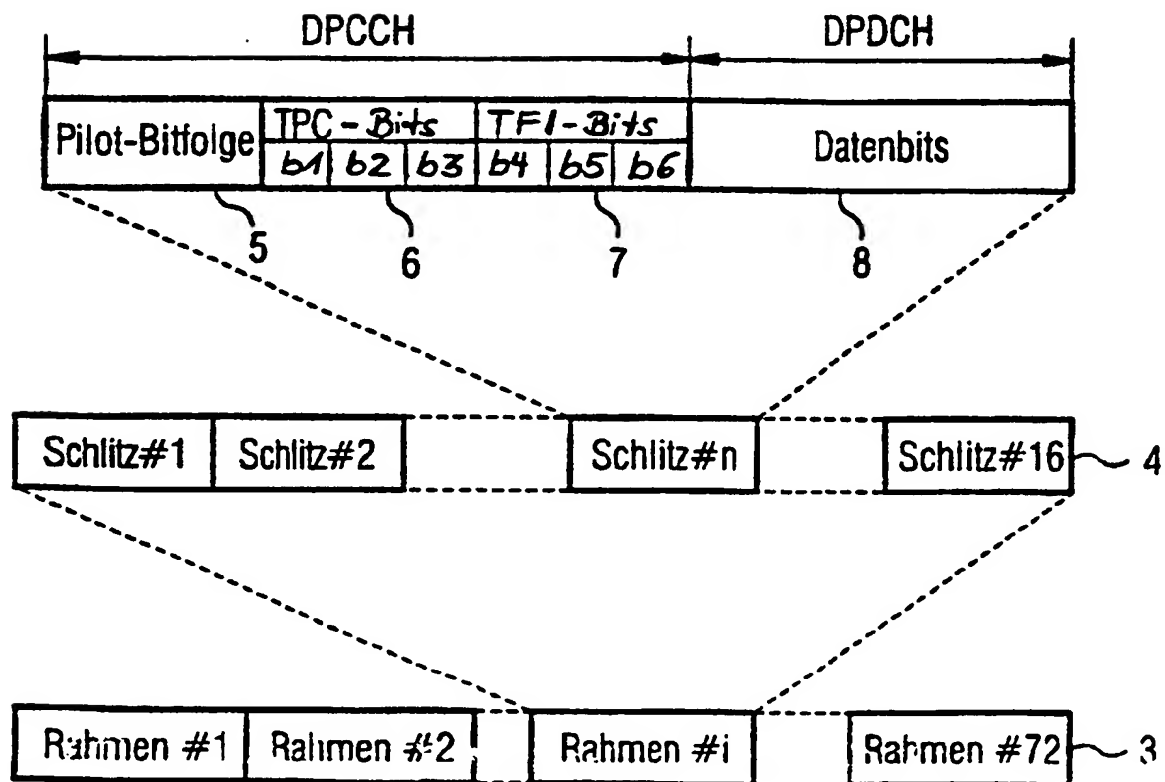 DPCCH DPDCH
Pilot-Bitfolge TPC-Bits TFI-Bits Datenbits
b1 b2 b3 b4 b5 b6
5 6 7 8
Schlitz#1 Schlitz#2 Schlitz#n Schlitz#16 4
Rahmen #1 Rahmen #2 Rahmen #i Rahmen #72 3